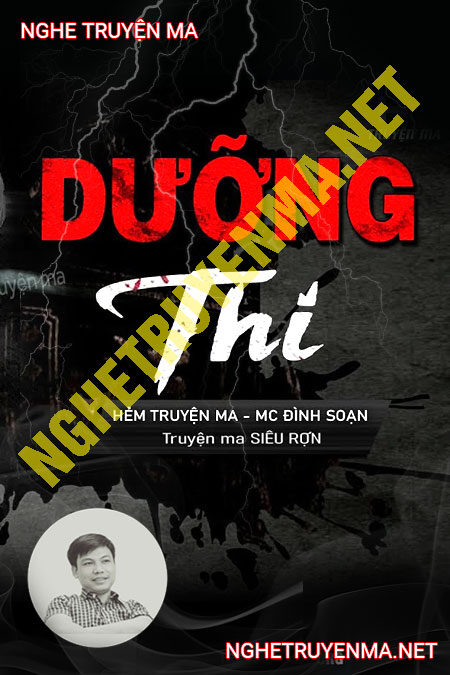 NGHE TRUYỆN MA
DƯỠNG
Thi
HẺM TRUYỆN MA - MC ĐÌNH SOẠN
Truyện ma SIÊU RỢN
NGHETRUYENMA.NET
NGHETRUYENMA.NET